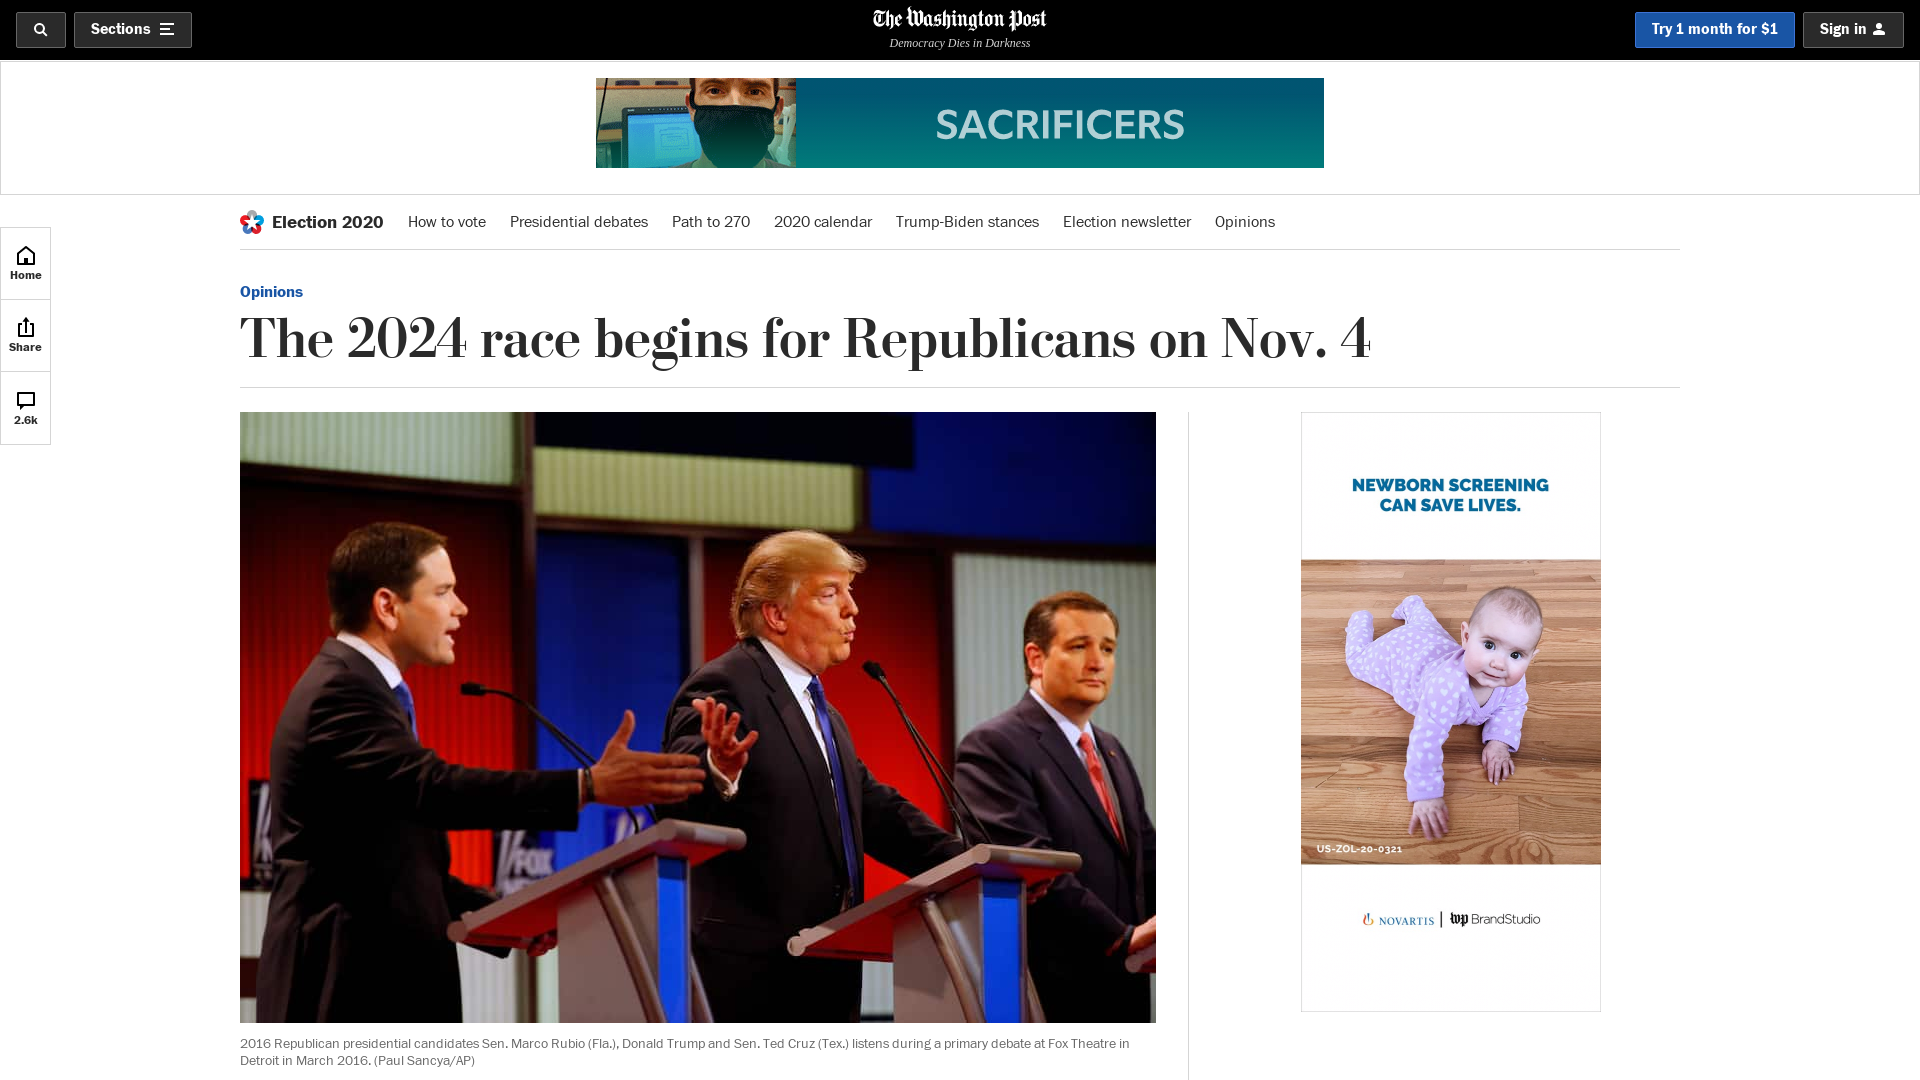 Sections
The Washington Post
Democracy Dies in Darkness
Try 1 month for $1
Sign in
SACRIFICERS
Election 2020
How to vote
Presidential debates
Path to 270
2020 calendar
Trump-Biden stances
Election newsletter
Opinions
Home
Share
2.6k
Opinions
The 2024 race begins for Republicans on Nov. 4
NEWBORN SCREENING
CAN SAVE LIVES.
FOX
US-ZOL-20-0321
NOVARTIS | wp BrandStudio
2016 Republican presidential candidates Sen. Marco Rubio (Fla.), Donald Trump and Sen. Ted Cruz (Tex.) listens during a primary debate at Fox Theatre in
Detroit in March 2016. (Paul Sancya/AP)